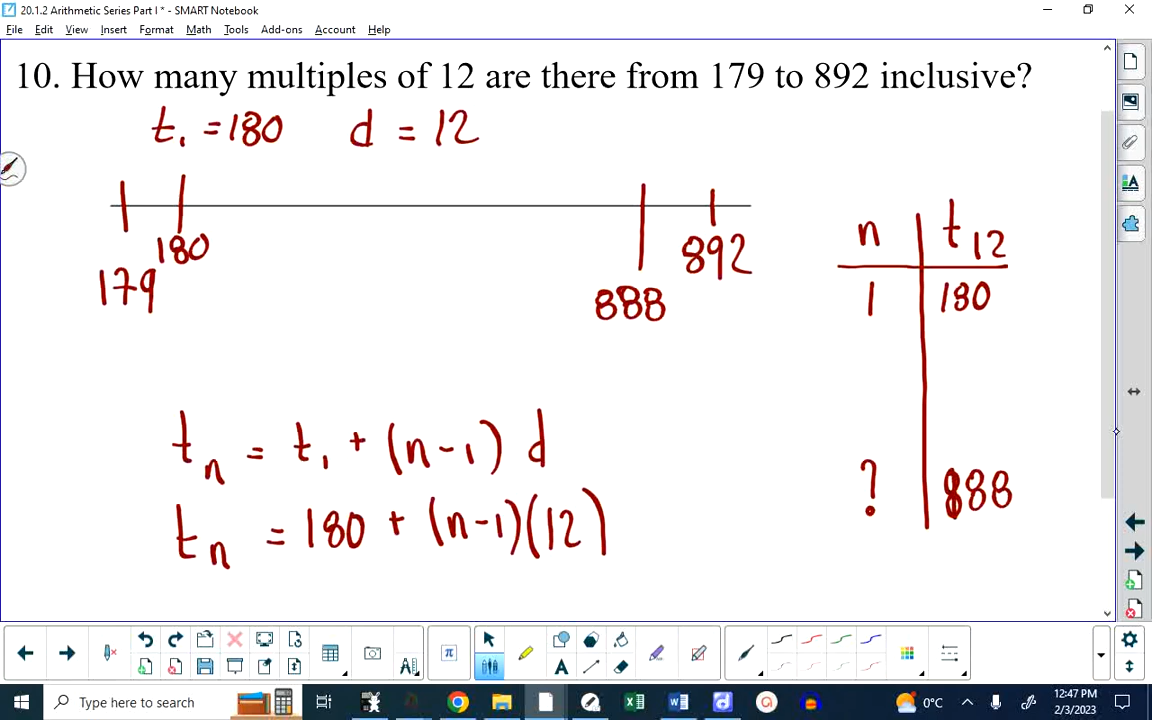 20.1.2 Arithmetic Series Part I * - SMART Notebook
File Edit View Insert Format Math Tools Add-ons Account Help
10. How many multiples of 12 are there from 179 to 892 inclusive?
t₁ = 180 d = 12
179 180 888 892
n t₁₂
1 180
? 888
tₙ = t₁ + (n-1) d
tₙ = 180 + (n-1)(12)
π
A
Type here to search
0°C
12:47 PM
2/3/2023